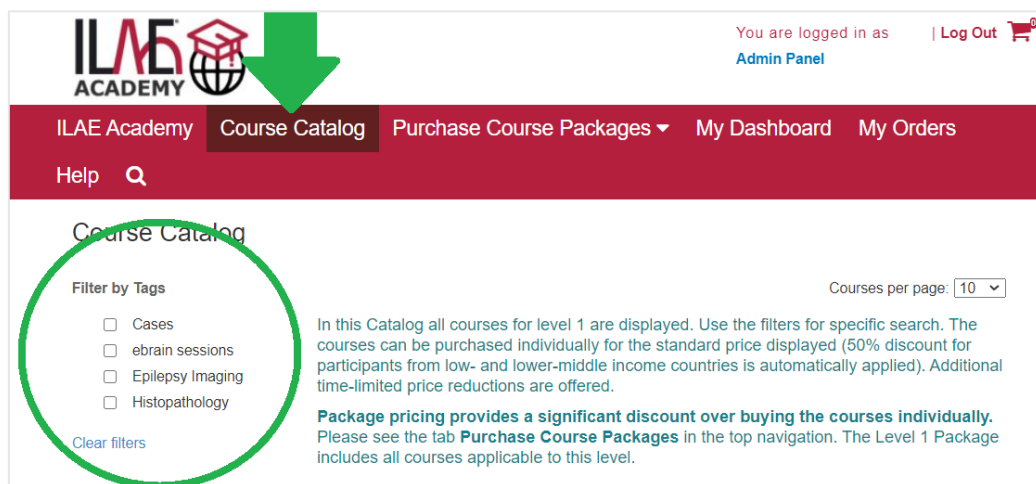 ILAE
ACADEMY
You are logged in as | Log Out 0
Admin Panel
ILAE Academy Course Catalog Purchase Course Packages My Dashboard My Orders
Help
Course Catalog
Filter by Tags
Courses per page: 10
Cases
ebrain sessions
Epilepsy Imaging
Histopathology
Clear filters
In this Catalog all courses for level 1 are displayed. Use the filters for specific search. The
courses can be purchased individually for the standard price displayed (50% discount for
participants from low- and lower-middle income countries is automatically applied). Additional
time-limited price reductions are offered.
Package pricing provides a significant discount over buying the courses individually.
Please see the tab Purchase Course Packages in the top navigation. The Level 1 Package
includes all courses applicable to this level.